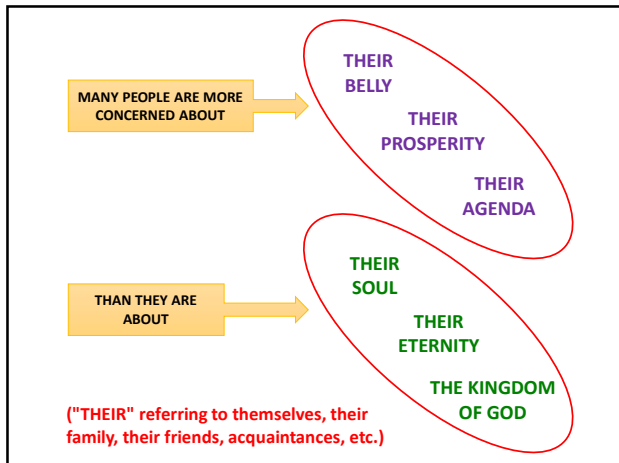 MANY PEOPLE ARE MORE
CONCERNED ABOUT
THEIR
BELLY
THEIR
PROSPERITY
THEIR
AGENDA
THAN THEY ARE
ABOUT
THEIR
SOUL
THEIR
ETERNITY
THE KINGDOM
OF GOD
("THEIR" referring to themselves, their
family, their friends, acquaintances, etc.)